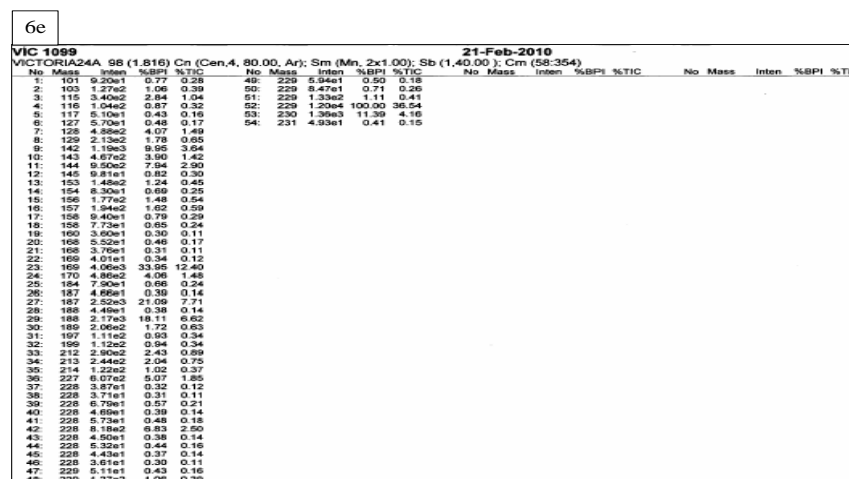 6e
VIC 1099 21-Feb-2010
VICTORIA24A 98 (1.816) Cn (Cen,4, 80.00, Ar); Sm (Mn, 2x1.00); Sb (1,40.00 ); Cm (58:354)
No Mass Inten %BPI %TIC No Mass Inten %BPI %TIC No Mass Inten %BPI %TIC No Mass Inten %BPI %TI
1: 101 9.20e1 0.77 0.28 49: 229 5.94e1 0.50 0.18
2: 103 1.27e2 1.06 0.39 50: 229 8.47e1 0.71 0.26
3: 115 3.40e2 2.84 1.04 51: 229 1.33e2 1.11 0.41
4: 116 1.04e2 0.87 0.32 52: 229 1.20e4 100.00 36.54
5: 117 5.10e1 0.43 0.16 53: 230 1.36e3 11.39 4.16
6: 127 5.70e1 0.48 0.17 54: 231 4.93e1 0.41 0.15
7: 128 4.88e2 4.07 1.49
8: 129 2.13e2 1.78 0.65
9: 142 1.19e3 9.95 3.64
10: 143 4.67e2 3.90 1.42
11: 144 9.50e2 7.94 2.90
12: 145 9.81e1 0.82 0.30
13: 153 1.48e2 1.24 0.45
14: 154 8.30e1 0.69 0.25
15: 156 1.77e2 1.48 0.54
16: 157 1.94e2 1.62 0.59
17: 158 9.40e1 0.79 0.29
18: 158 7.73e1 0.65 0.24
19: 160 3.60e1 0.30 0.11
20: 168 5.52e1 0.46 0.17
21: 168 3.76e1 0.31 0.11
22: 169 4.01e1 0.34 0.12
23: 169 4.06e3 33.95 12.40
24: 170 4.86e2 4.06 1.48
25: 184 7.90e1 0.66 0.24
26: 187 4.66e1 0.39 0.14
27: 187 2.52e3 21.09 7.71
28: 188 4.49e1 0.38 0.14
29: 188 2.17e3 18.11 6.62
30: 189 2.06e2 1.72 0.63
31: 197 1.11e2 0.93 0.34
32: 199 1.12e2 0.94 0.34
33: 212 2.90e2 2.43 0.89
34: 213 2.44e2 2.04 0.75
35: 214 1.22e2 1.02 0.37
36: 227 6.07e2 5.07 1.85
37: 228 3.87e1 0.32 0.12
38: 228 3.71e1 0.31 0.11
39: 228 6.79e1 0.57 0.21
40: 228 4.69e1 0.39 0.14
41: 228 5.73e1 0.48 0.18
42: 228 8.18e2 6.83 2.50
43: 228 4.50e1 0.38 0.14
44: 228 5.32e1 0.44 0.16
45: 228 4.43e1 0.37 0.14
46: 228 3.61e1 0.30 0.11
47: 229 5.11e1 0.43 0.16